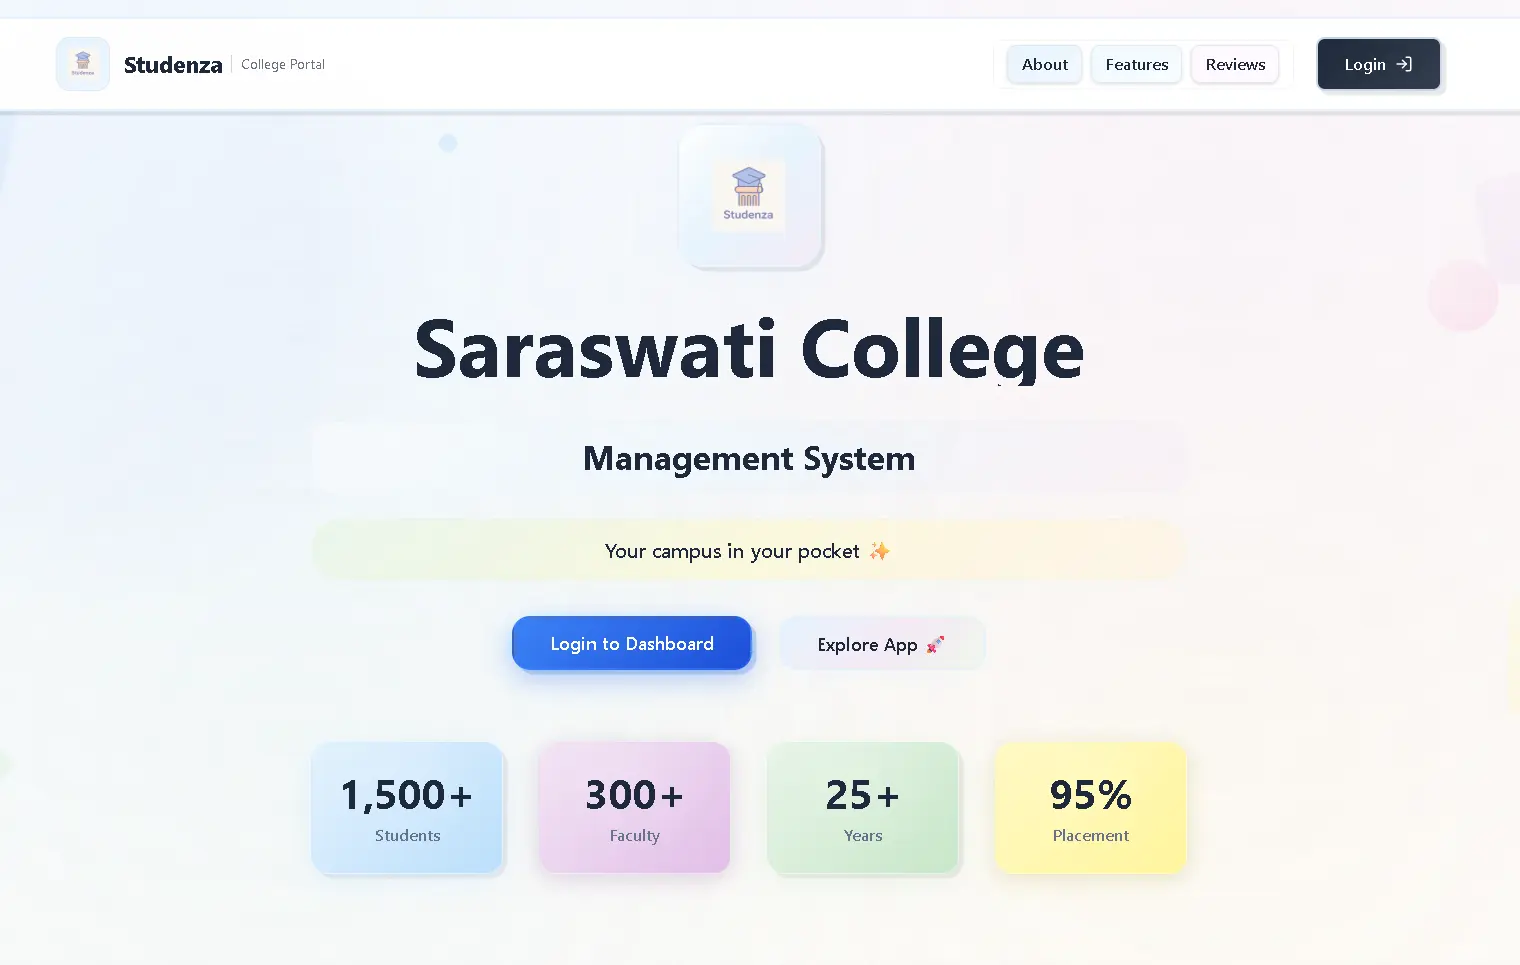 Studenza
Studenza
College Portal
About
Features
Reviews
Login
Studenza
Saraswati College
Management System
Your campus in your pocket ✨
Login to Dashboard
Explore App 🚀
1,500+
Students
300+
Faculty
25+
Years
95%
Placement